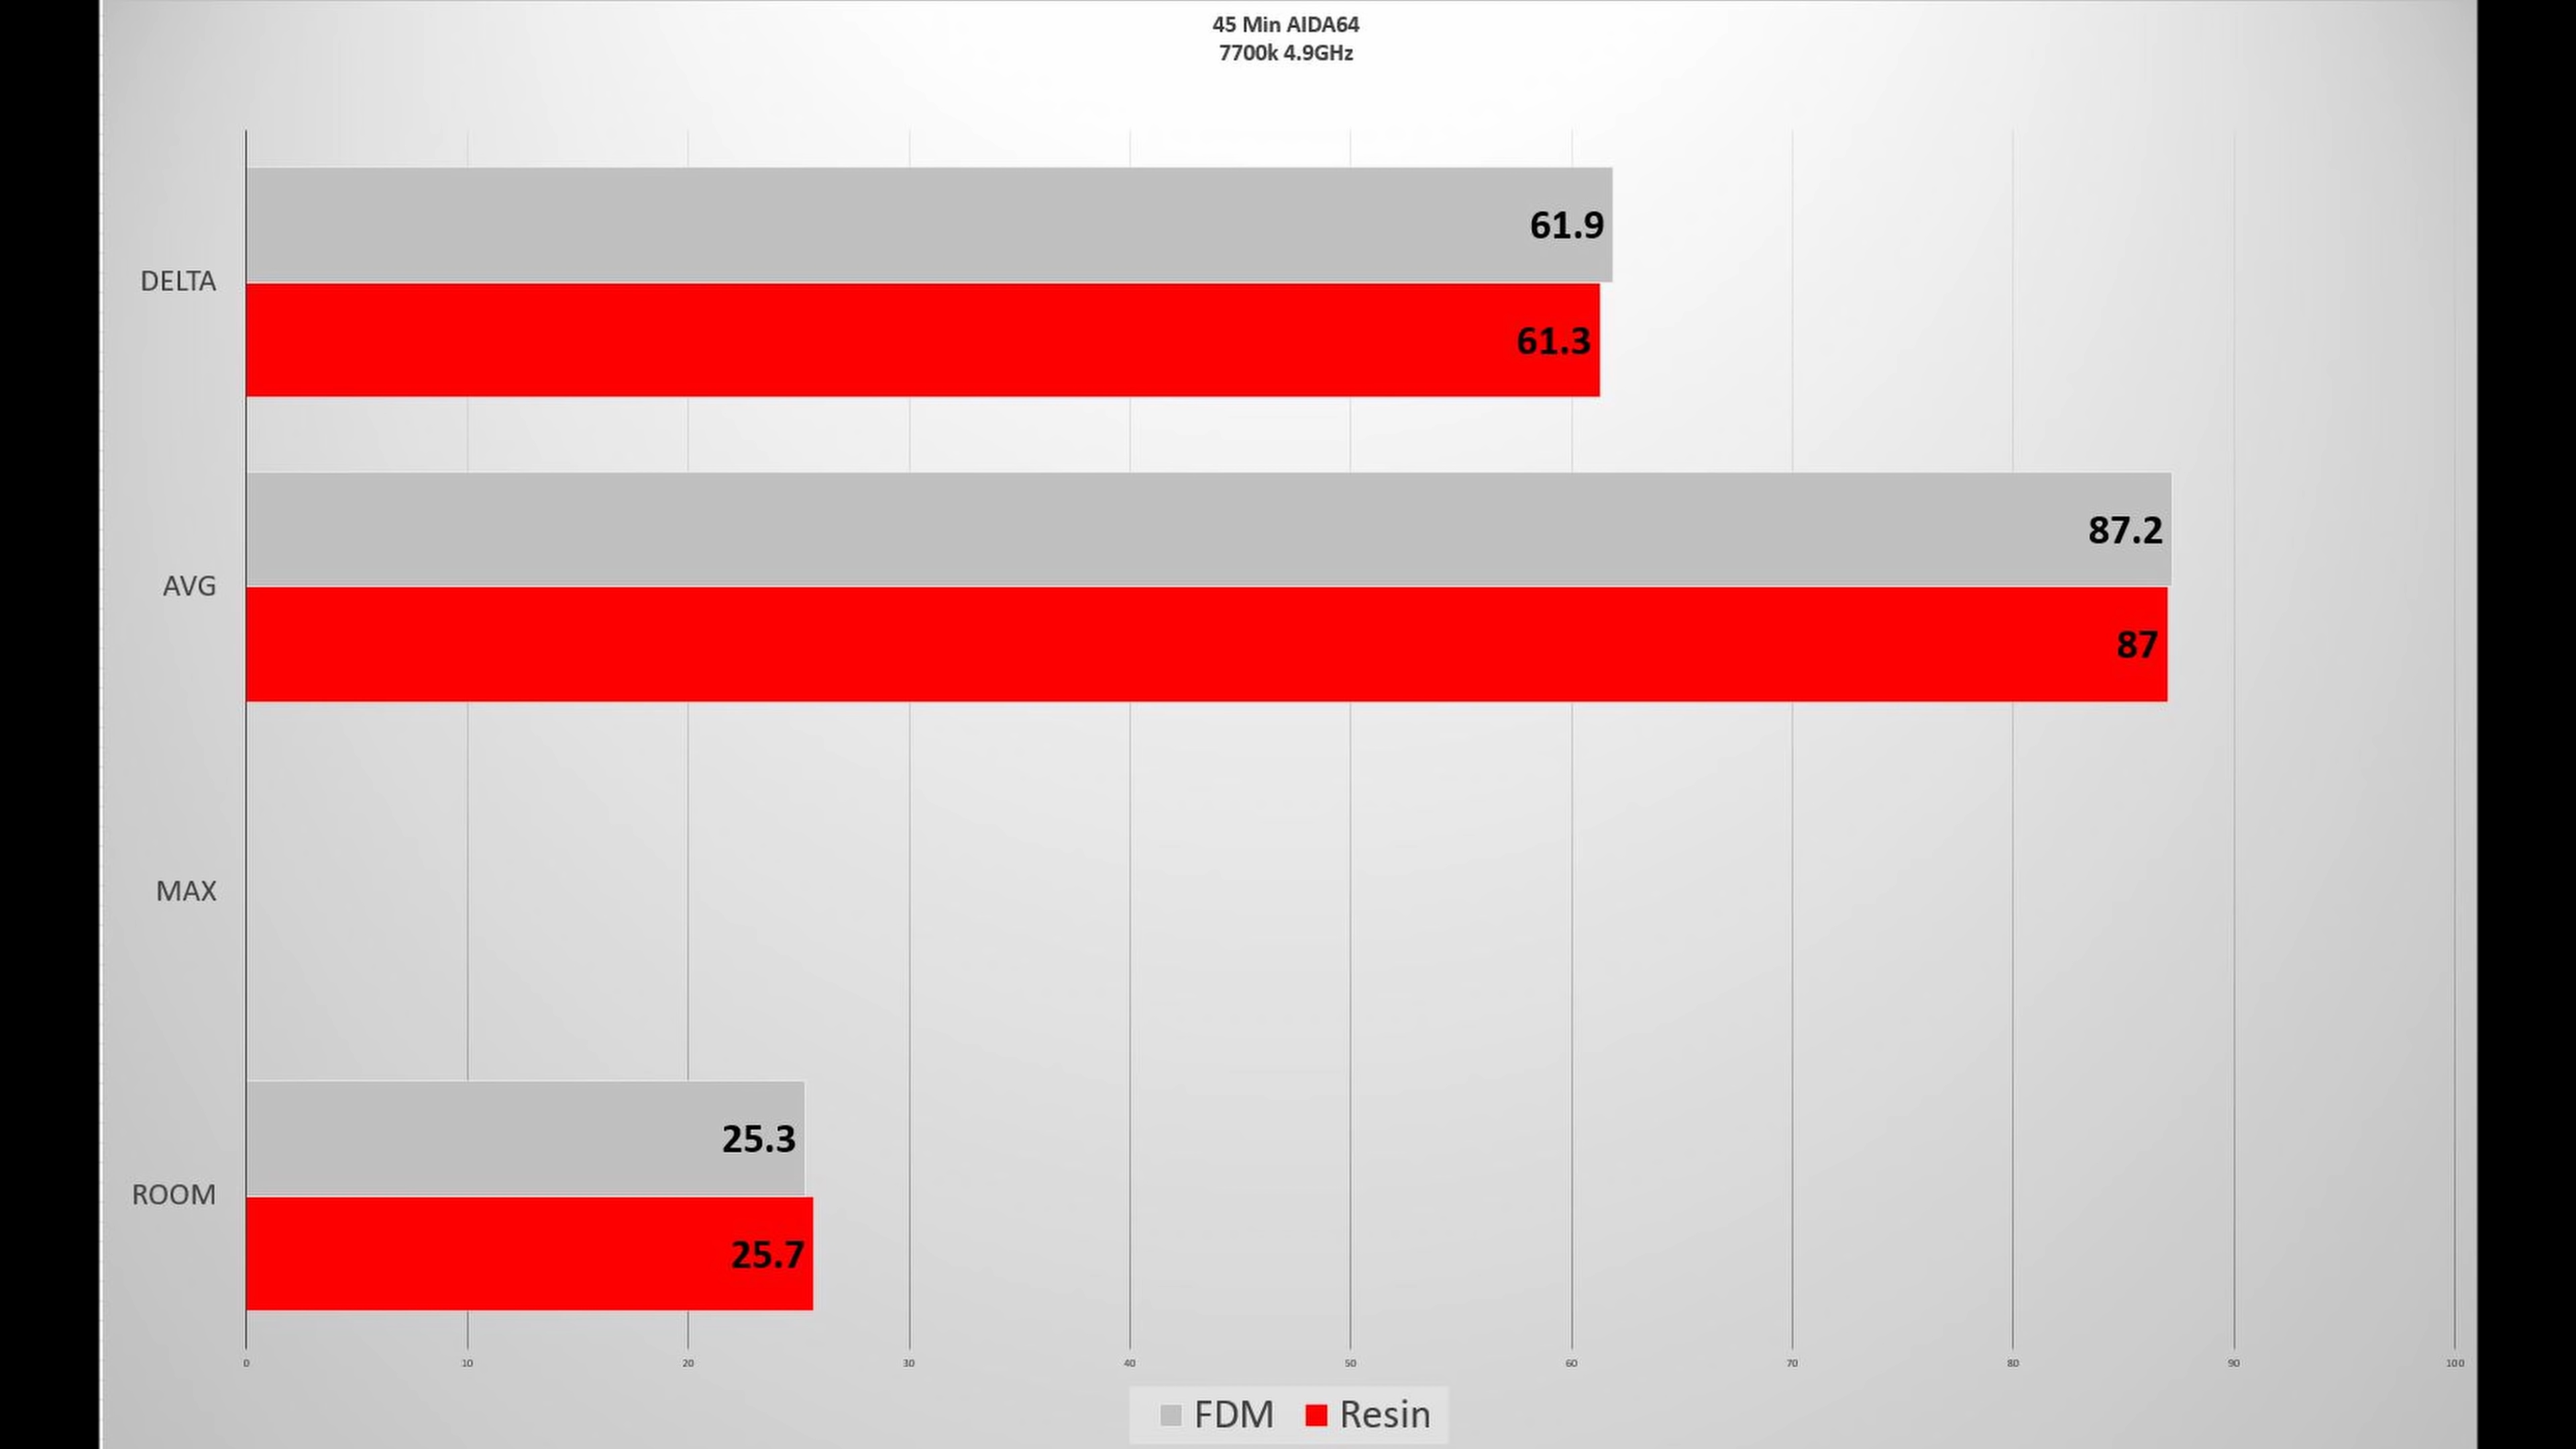 45 Min AIDA64
7700k 4.9GHz
DELTA
61.9
61.3
AVG
87.2
87
MAX
ROOM
25.3
25.7
0 10 20 30 40 50 60 70 80 90 100
FDM Resin